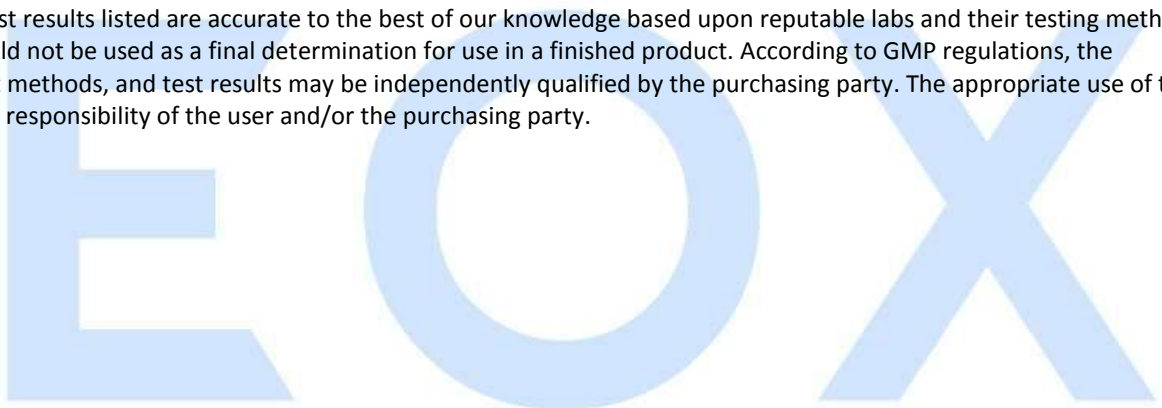 st results listed are accurate to the best of our knowledge based upon reputable labs and their testing meth
ld not be used as a final determination for use in a finished product. According to GMP regulations, the
methods, and test results may be independently qualified by the purchasing party. The appropriate use of t
responsibility of the user and/or the purchasing party.
EOX